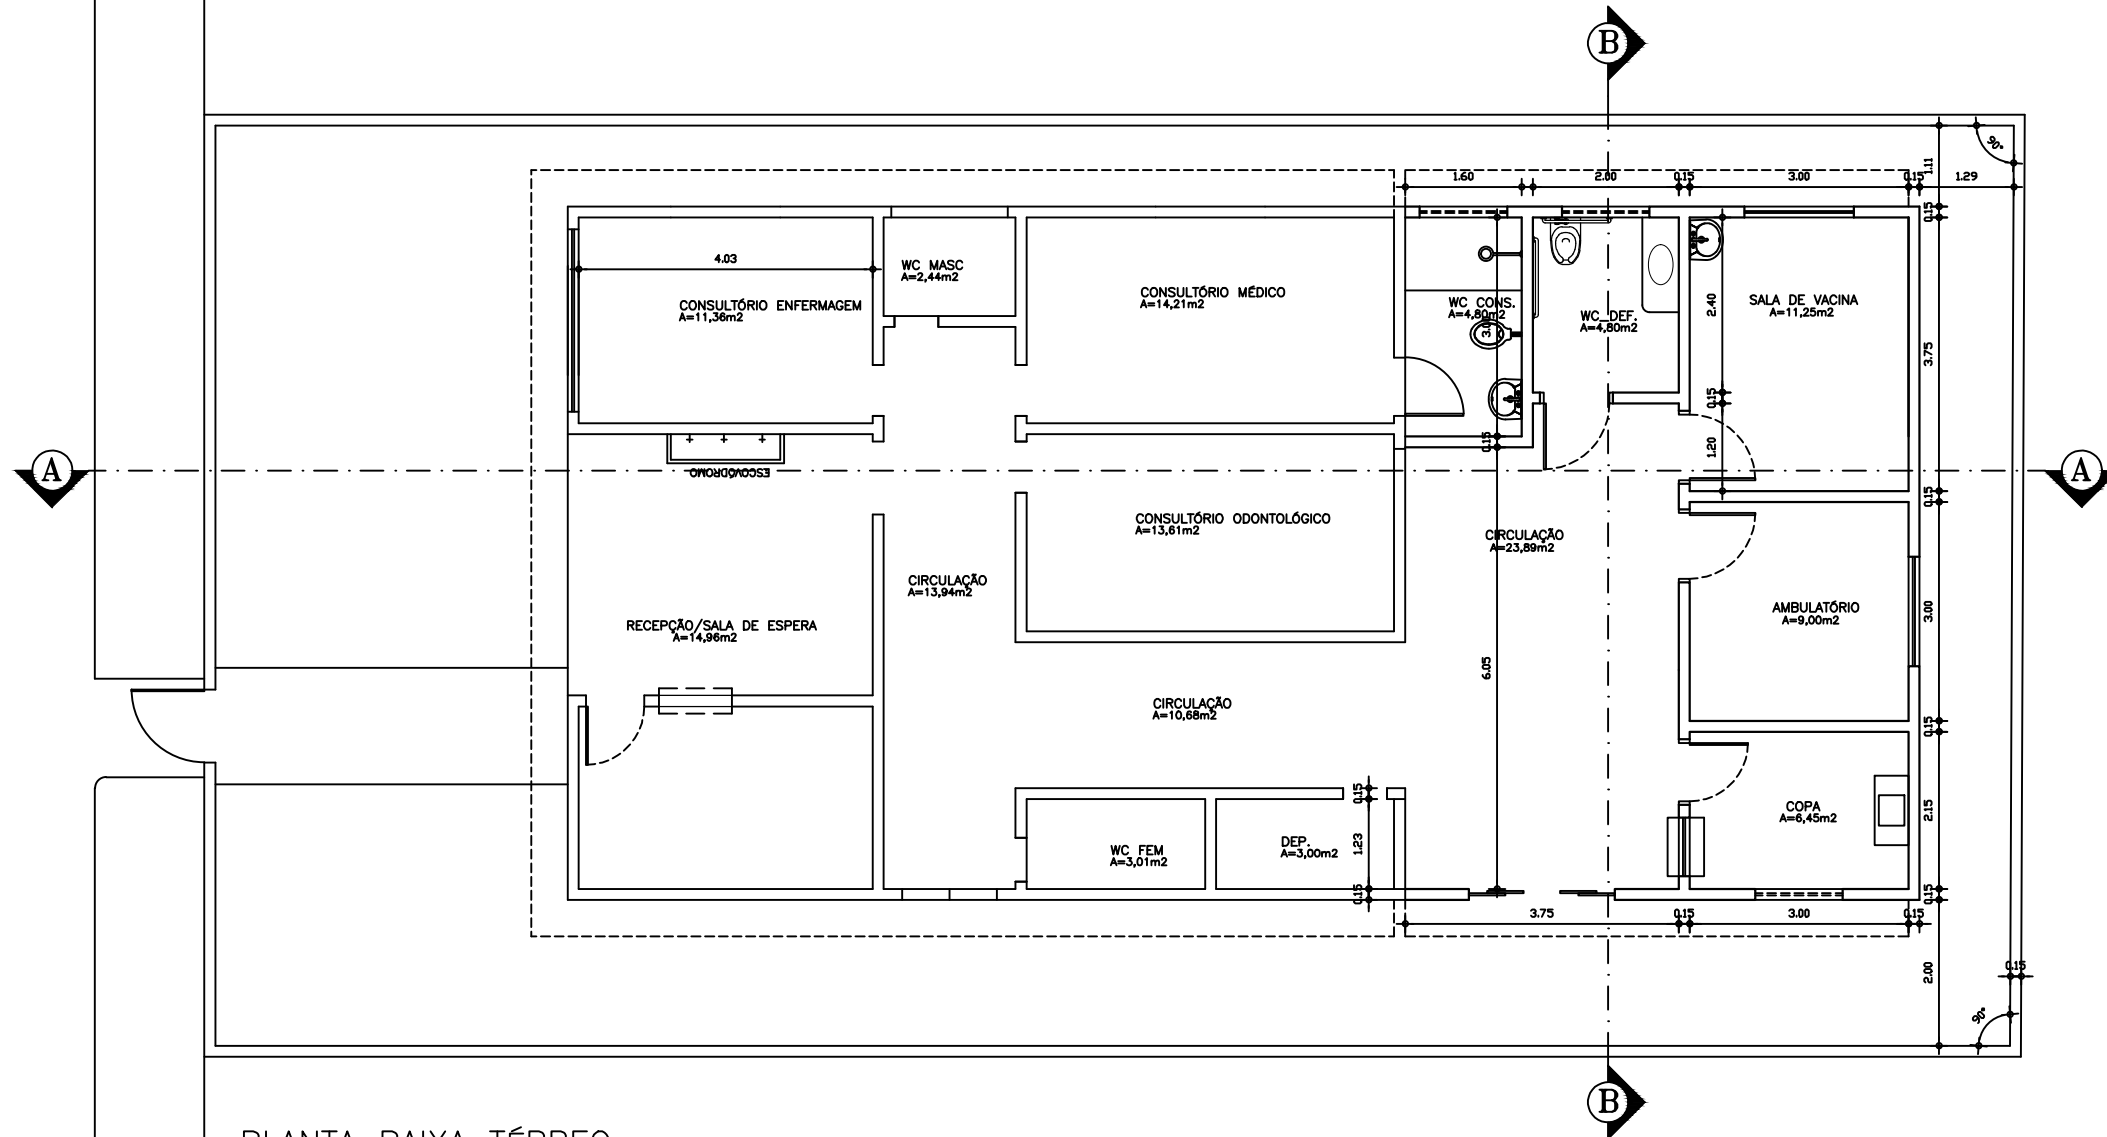 B
90°
1.11
1.60
2.00
0.15
3.00
0.15
1.29
0.15
4.03
WC MASC
A=2,44m2
CONSULTÓRIO ENFERMAGEM
A=11,36m2
CONSULTÓRIO MÉDICO
A=14,21m2
WC CONS.
A=4,80m2
WC DEF.
A=4,80m2
SALA DE VACINA
A=11,25m2
2.40
3.75
0.15
0.15
1.20
A
ESCOVÓDROMO
A
0.15
CONSULTÓRIO ODONTOLÓGICO
A=13,61m2
CIRCULAÇÃO
A=23,89m2
CIRCULAÇÃO
A=13,94m2
RECEPÇÃO/SALA DE ESPERA
A=14,96m2
AMBULATÓRIO
A=9,00m2
3.00
6.05
CIRCULAÇÃO
A=10,68m2
0.15
0.15
COPA
A=6,45m2
2.15
WC FEM
A=3,01m2
DEP.
A=3,00m2
1.23
0.15
0.15
3.75
0.15
3.00
0.15
2.00
0.15
90°
B
PLANTA BAIXA TÉRREO